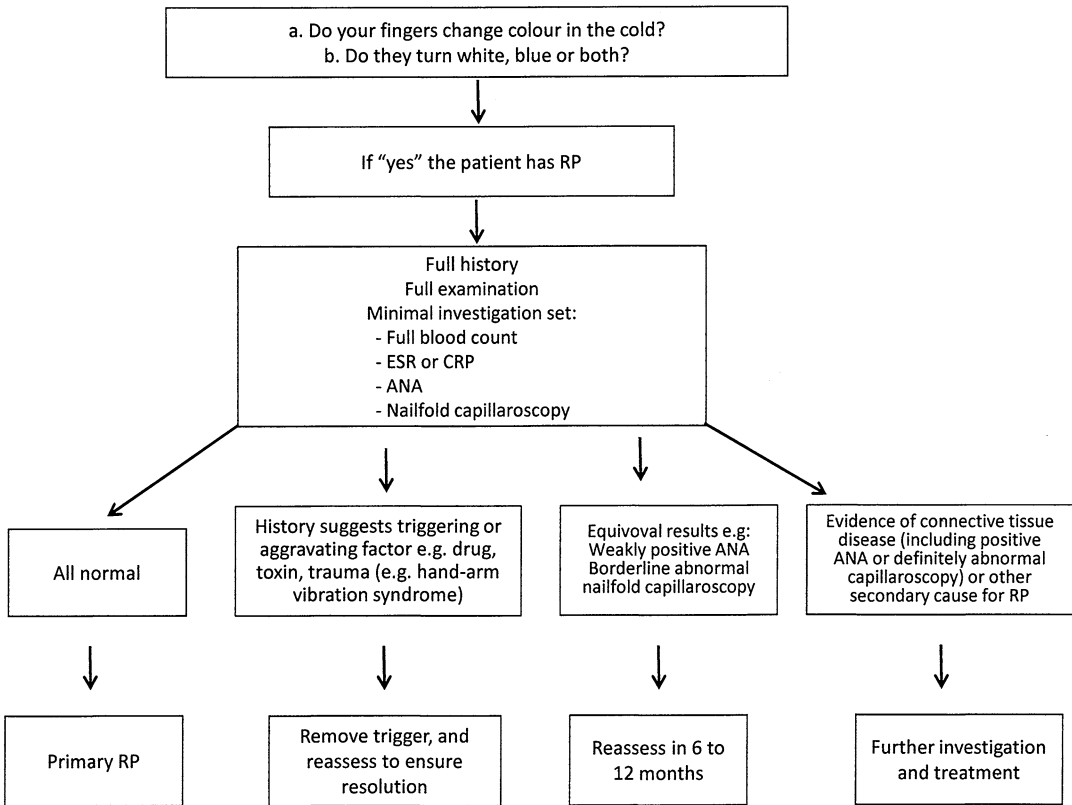 a. Do your fingers change colour in the cold?
b. Do they turn white, blue or both?
If “yes” the patient has RP
Full history
Full examination
Minimal investigation set:
- Full blood count
- ESR or CRP
- ANA
- Nailfold capillaroscopy
All normal
History suggests triggering or
aggravating factor e.g. drug,
toxin, trauma (e.g. hand-arm
vibration syndrome)
Equivoval results e.g:
Weakly positive ANA
Borderline abnormal
nailfold capillaroscopy
Evidence of connective tissue
disease (including positive
ANA or definitely abnormal
capillaroscopy) or other
secondary cause for RP
Primary RP
Remove trigger, and
reassess to ensure
resolution
Reassess in 6 to
12 months
Further investigation
and treatment